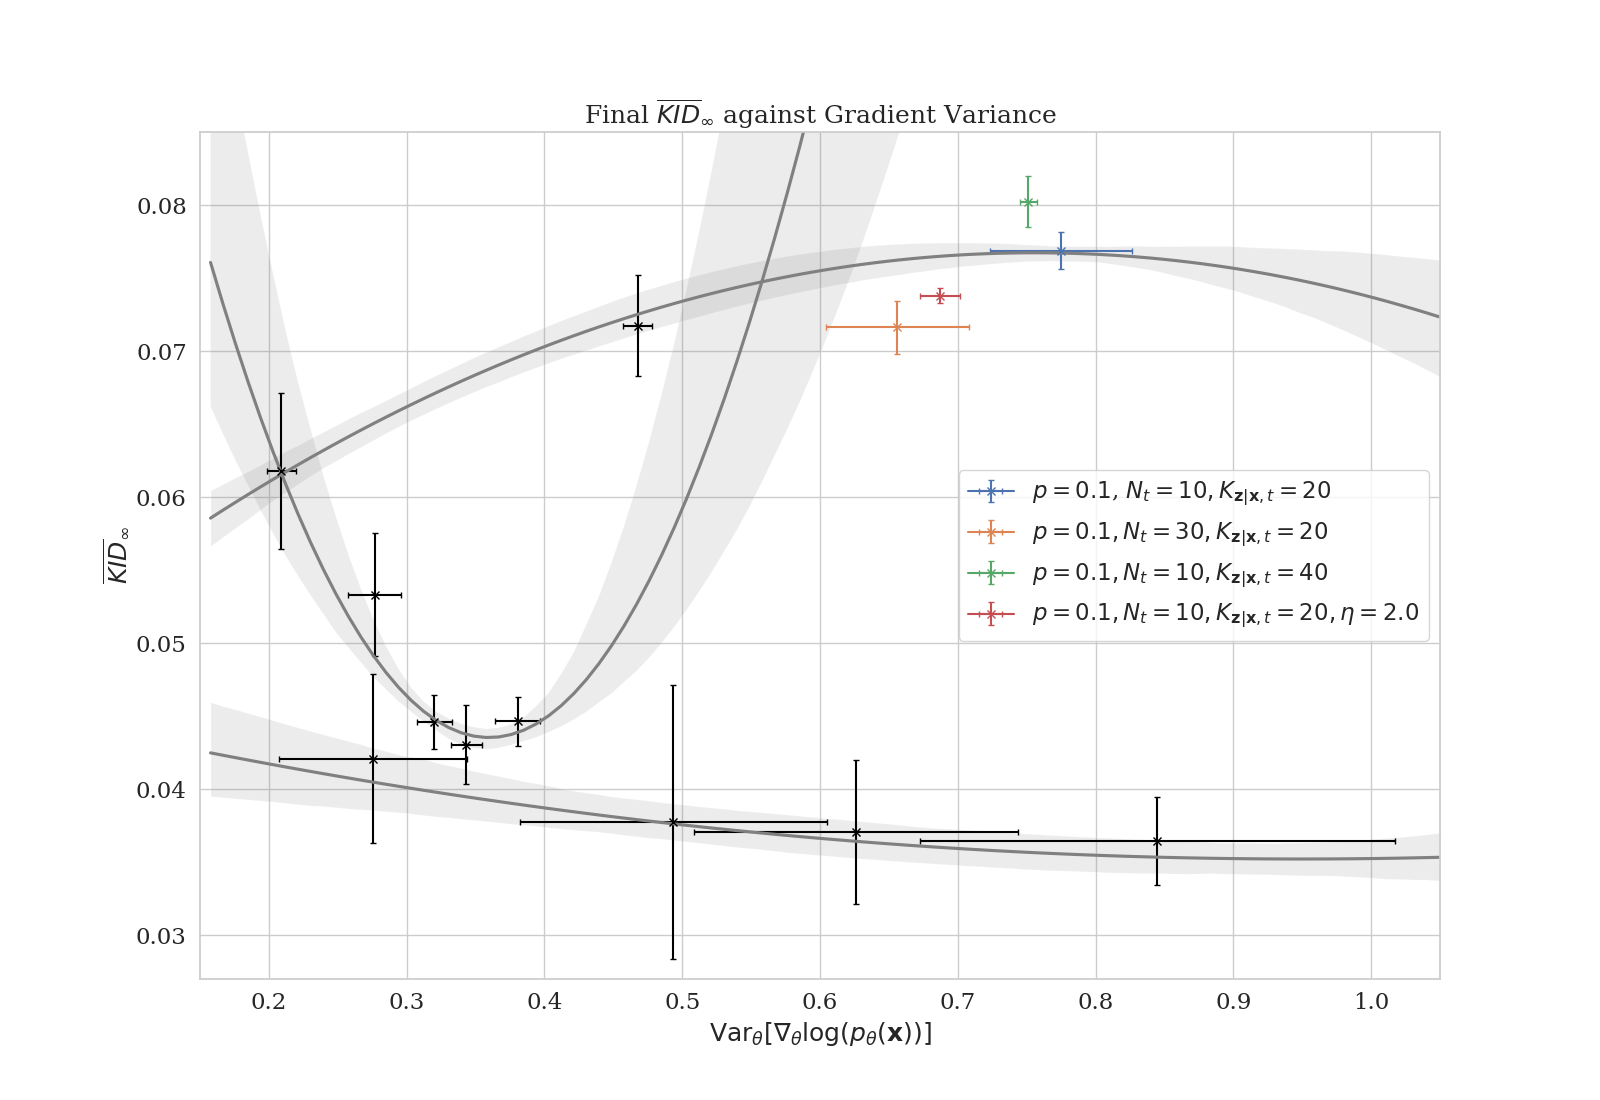 Final $\overline{KID}_\infty$ against Gradient Variance
$\overline{KID}_\infty$
0.08
0.07
0.06
0.05
0.04
0.03
$p = 0.1, N_t = 10, K_{\mathbf{z}|\mathbf{x},t} = 20$
$p = 0.1, N_t = 30, K_{\mathbf{z}|\mathbf{x},t} = 20$
$p = 0.1, N_t = 10, K_{\mathbf{z}|\mathbf{x},t} = 40$
$p = 0.1, N_t = 10, K_{\mathbf{z}|\mathbf{x},t} = 20, \eta = 2.0$
0.2 0.3 0.4 0.5 0.6 0.7 0.8 0.9 1.0
$\mathrm{Var}_\theta[\nabla_\theta \log(p_\theta(\mathbf{x}))]$